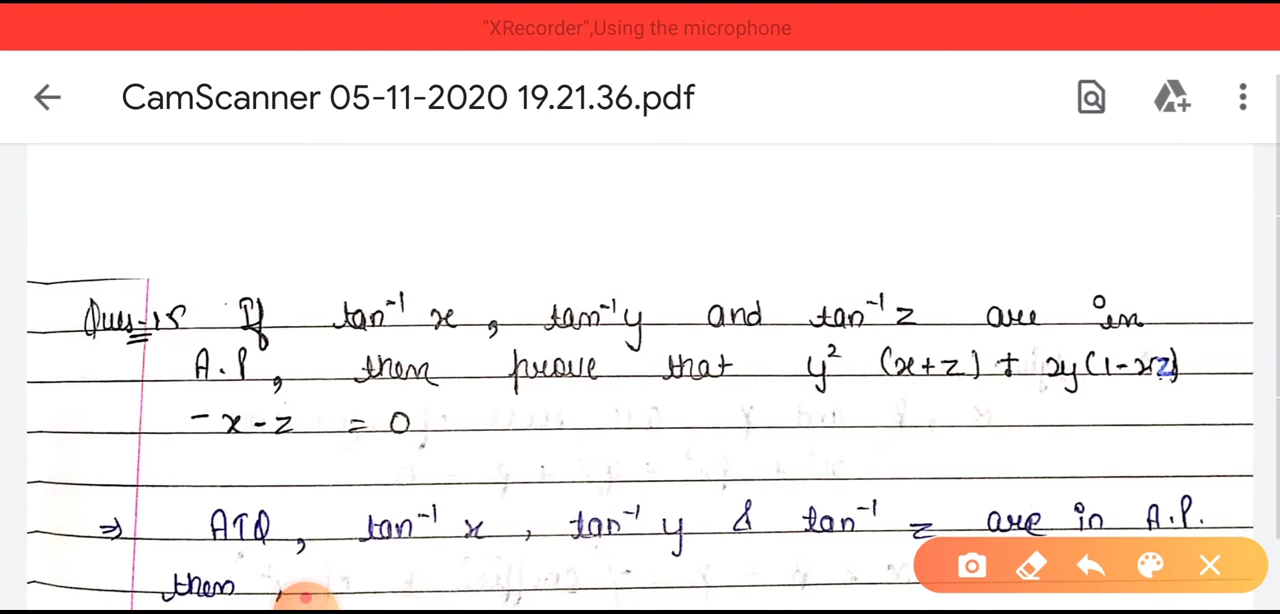 "XRecorder",Using the microphone
CamScanner 05-11-2020 19.21.36.pdf
Ques-15 If tan⁻¹ x, tan⁻¹y and tan⁻¹z are in
A.P, then prove that y² (x+z) + 2y(1-xz)
-x-z = 0
⇒ ATQ, tan⁻¹ x, tan⁻¹ y & tan⁻¹ z are in A.P.
then,